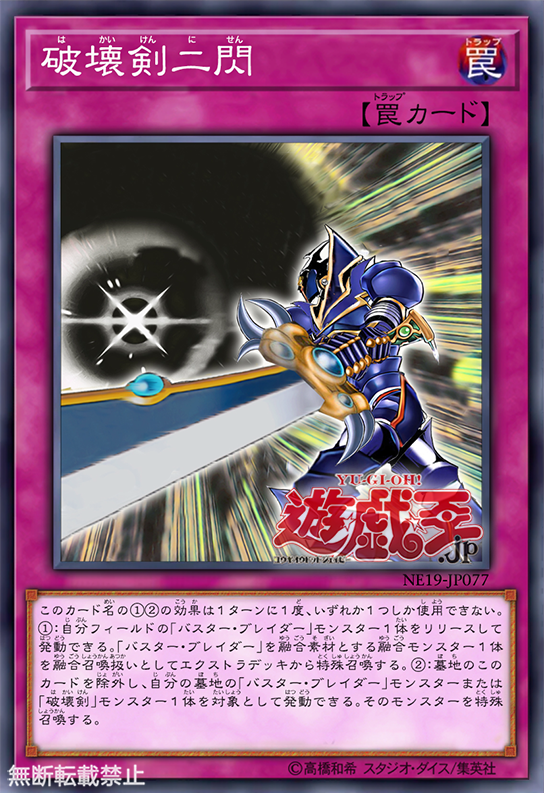 破壊剣二閃
罠
【罠カード】
YU-GI-OH!
遊戯王.jp
NE19-JP077
このカード名の①②の効果は1ターンに1度、いずれか1つしか使用できない。
①:自分フィールドの「バスター・ブレイダー」モンスター1体をリリースして
発動できる。「バスター・ブレイダー」を融合素材とする融合モンスター1体
を融合召喚扱いとしてエクストラデッキから特殊召喚する。②:墓地のこの
カードを除外し、自分の墓地の「バスター・ブレイダー」モンスターまたは
「破壊剣」モンスター1体を対象として発動できる。そのモンスターを特殊
召喚する。
無断転載禁止
©高橋和希 スタジオ・ダイス/集英社